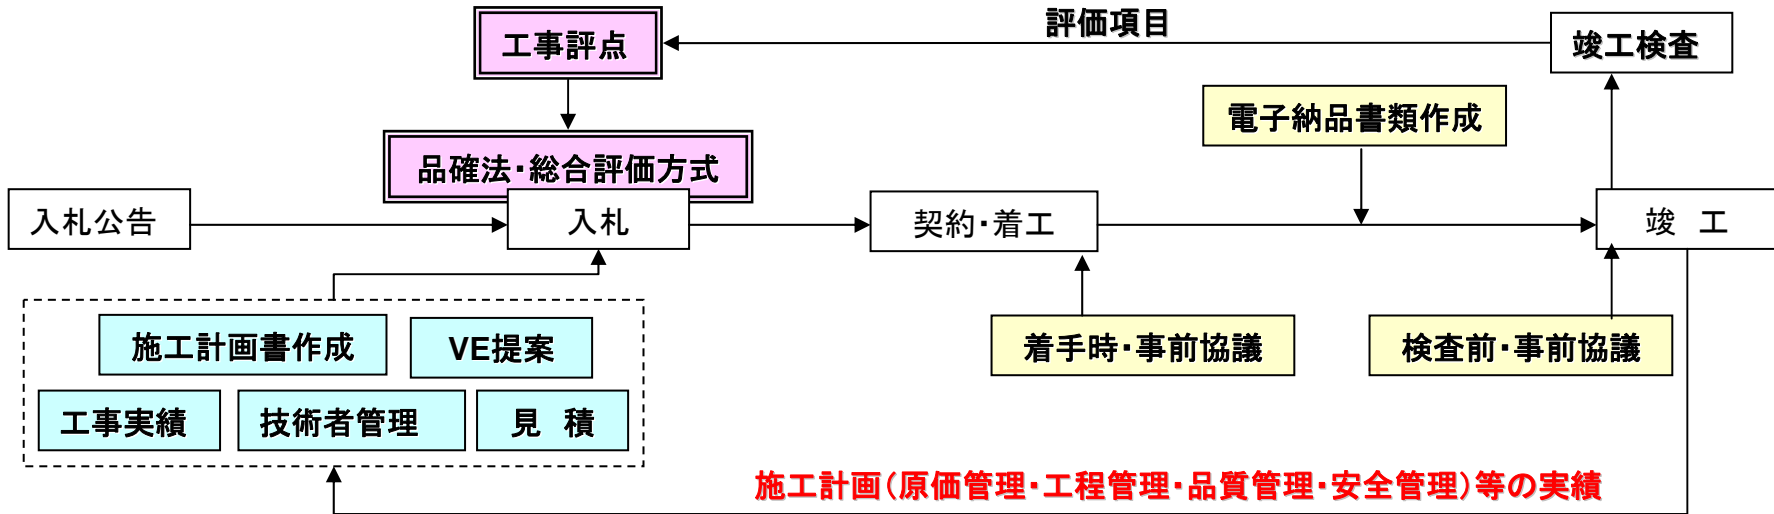 評価項目
工事評点
竣工検査
電子納品書類作成
品確法・総合評価方式
入札公告
入札
契約・着工
竣　工
施工計画書作成
VE提案
着手時・事前協議
検査前・事前協議
工事実績
技術者管理
見　積
施工計画（原価管理・工程管理・品質管理・安全管理）等の実績